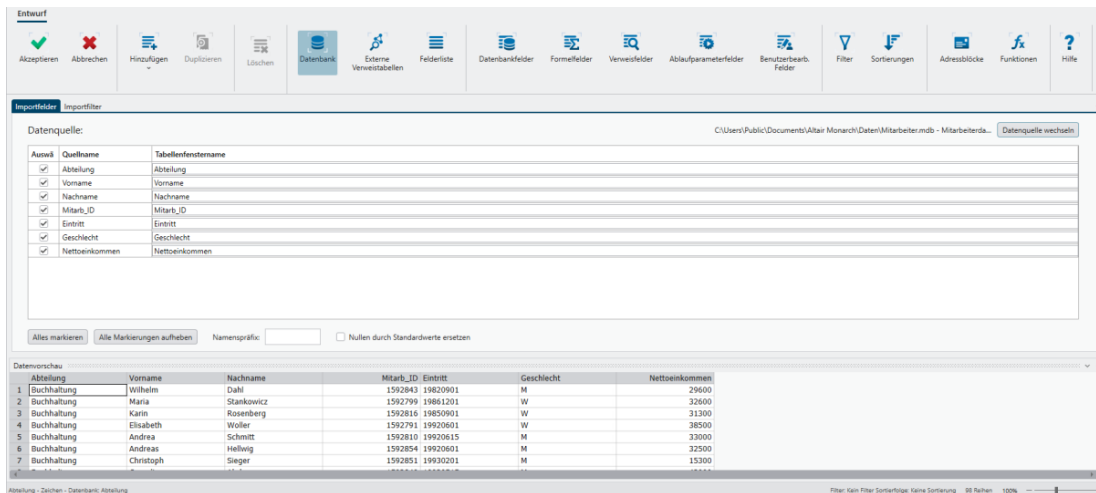 Entwurf
Akzeptieren Abbrechen Hinzufügen Duplizieren Löschen Datenbank Externe Verweistabellen Felderliste Datenbankfelder Formelfelder Verweisfelder Ablaufparameterfelder Benutzerbearb. Felder Filter Sortierungen Adressblöcke Funktionen Hilfe
Importfelder Importfilter
Datenquelle: C:\Users\Public\Documents\Altair Monarch\Daten\Mitarbeiter.mdb - Mitarbeiterda... Datenquelle wechseln
Auswä Quellname Tabellenfenstername
Abteilung Abteilung
Vorname Vorname
Nachname Nachname
Mitarb_ID Mitarb_ID
Eintritt Eintritt
Geschlecht Geschlecht
Nettoeinkommen Nettoeinkommen
Alles markieren Alle Markierungen aufheben Namenspräfix: Nullen durch Standardwerte ersetzen
Datenvorschau
Abteilung Vorname Nachname Mitarb_ID Eintritt Geschlecht Nettoeinkommen
1 Buchhaltung Wilhelm Dahl 1592843 19820901 M 29600
2 Buchhaltung Maria Stankowicz 1592799 19861201 W 32600
3 Buchhaltung Karin Rosenberg 1592816 19850901 W 31300
4 Buchhaltung Elisabeth Woller 1592791 19920601 W 38500
5 Buchhaltung Andrea Schmitt 1592810 19920615 M 33000
6 Buchhaltung Andreas Hellwig 1592854 19920601 M 32500
7 Buchhaltung Christoph Sieger 1592851 19930201 M 15300
Abteilung - Zeichen - Datenbank: Abteilung Filter: Kein Filter Sortierfolge: Keine Sortierung 98 Reihen 100%